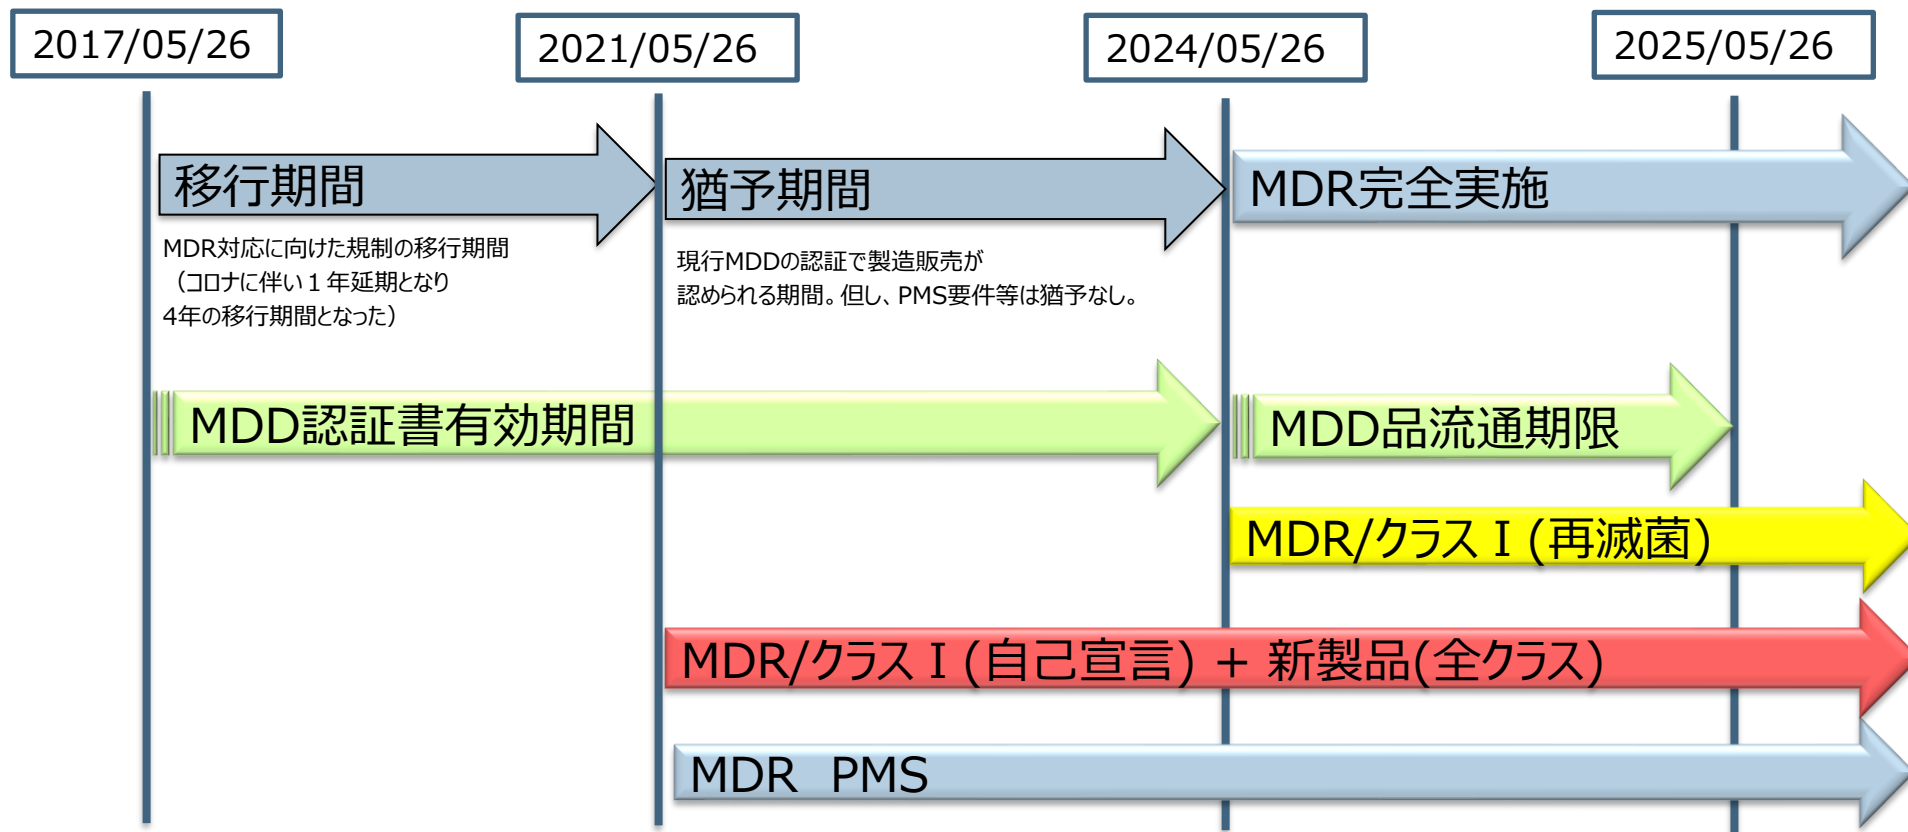 2017/05/26
2021/05/26
2024/05/26
2025/05/26
移行期間
猶予期間
MDR完全実施
MDR対応に向けた規制の移行期間
（コロナに伴い１年延期となり
4年の移行期間となった）
現行MDDの認証で製造販売が
認められる期間。但し、PMS要件等は猶予なし。
MDD認証書有効期間
MDD品流通期限
MDR/クラスⅠ(再滅菌)
MDR/クラスⅠ(自己宣言) + 新製品(全クラス)
MDR　PMS